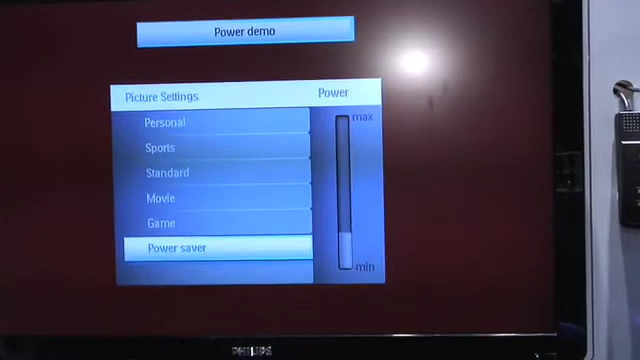 Power demo
Picture Settings
Power
Personal
max
Sports
Standard
Movie
Game
Power saver
min
PHILIPS